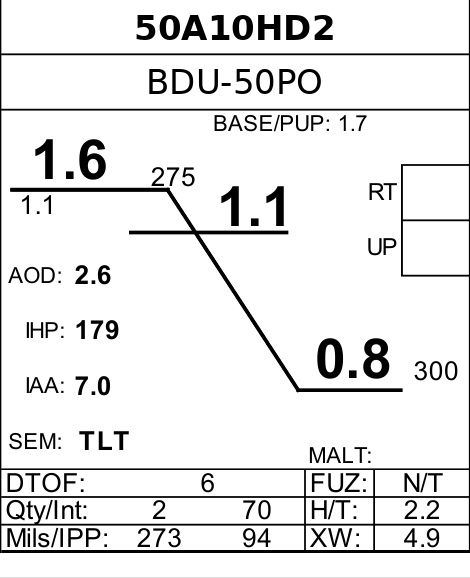 50A10HD2
BDU-50PO
BASE/PUP: 1.7
1.6
275
1.1
1.1
RT
UP
AOD: 2.6
IHP: 179
0.8 300
IAA: 7.0
SEM: TLT
MALT:
DTOF: 6 FUZ: N/T
Qty/Int: 2 70 H/T: 2.2
Mils/IPP: 273 94 XW: 4.9